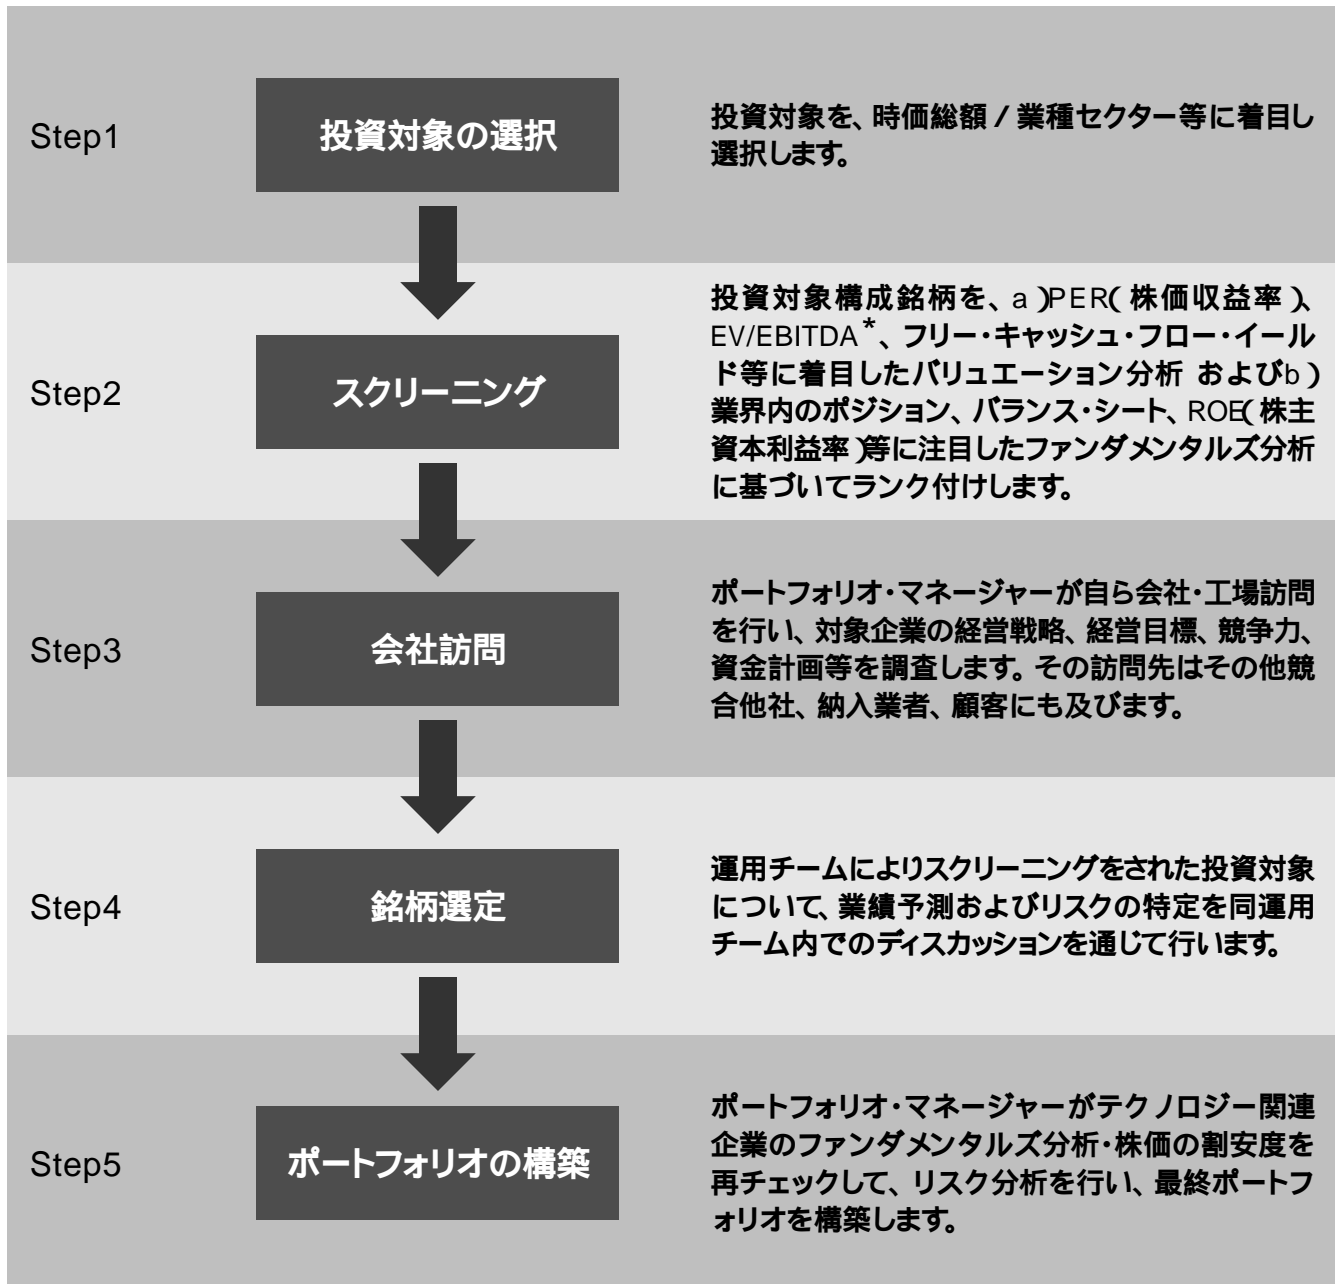 Step1
投資対象の選択
投資対象を、時価総額 / 業種セクター等に着目し
選択します。
Step2
スクリーニング
投資対象構成銘柄を、a)PER(株価収益率)、
EV/EBITDA*、フリー・キャッシュ・フロー・イール
ド等に着目したバリュエーション分析 およびb)
業界内のポジション、バランス・シート、ROE(株主
資本利益率)等に注目したファンダメンタルズ分析
に基づいてランク付けします。
Step3
会社訪問
ポートフォリオ・マネージャーが自ら会社・工場訪問
を行い、対象企業の経営戦略、経営目標、競争力、
資金計画等を調査します。その訪問先はその他競
合他社、納入業者、顧客にも及びます。
Step4
銘柄選定
運用チームによりスクリーニングをされた投資対象
について、業績予測およびリスクの特定を同運用
チーム内でのディスカッションを通じて行います。
Step5
ポートフォリオの構築
ポートフォリオ・マネージャーがテクノロジー関連
企業のファンダメンタルズ分析・株価の割安度を
再チェックして、リスク分析を行い、最終ポートフ
ォリオを構築します。